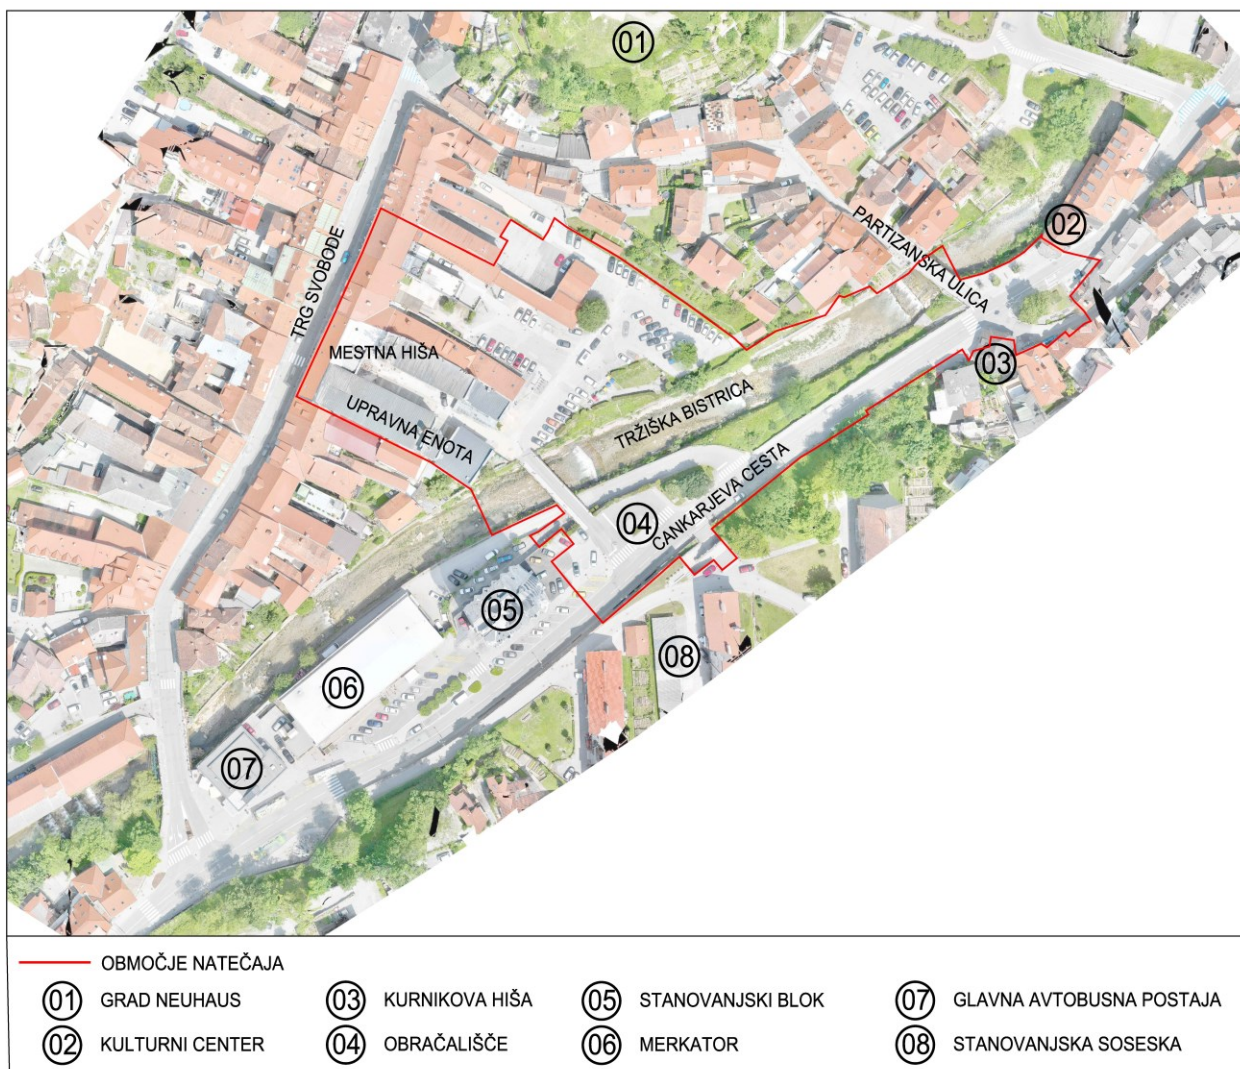 01
02
PARTIZANSKA ULICA
TRG SVOBODE
MESTNA HIŠA
03
UPRAVNA ENOTA
TRŽIŠKA BISTRICA
CANKARJEVA CESTA
04
05
08
06
07
OBMOČJE NATEČAJA
01 GRAD NEUHAUS
03 KURNIKOVA HIŠA
05 STANOVANJSKI BLOK
07 GLAVNA AVTOBUSNA POSTAJA
02 KULTURNI CENTER
04 OBRAČALIŠČE
06 MERKATOR
08 STANOVANJSKA SOSESKA